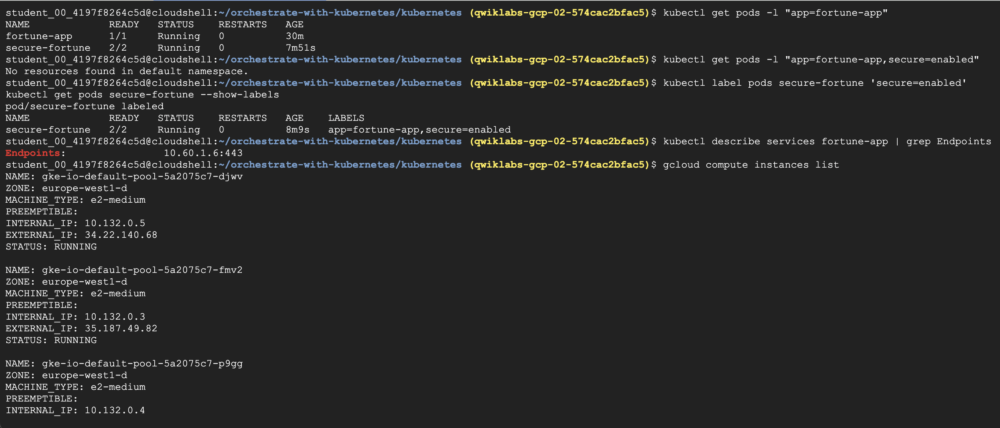 student_00_4197f8264c5d@cloudshell:~/orchestrate-with-kubernetes/kubernetes (qwiklabs-gcp-02-574cac2bfac5)$ kubectl get pods -l "app=fortune-app"
NAME             READY   STATUS    RESTARTS   AGE
fortune-app      1/1     Running   0          30m
secure-fortune   2/2     Running   0          7m51s
student_00_4197f8264c5d@cloudshell:~/orchestrate-with-kubernetes/kubernetes (qwiklabs-gcp-02-574cac2bfac5)$ kubectl get pods -l "app=fortune-app,secure=enabled"
No resources found in default namespace.
student_00_4197f8264c5d@cloudshell:~/orchestrate-with-kubernetes/kubernetes (qwiklabs-gcp-02-574cac2bfac5)$ kubectl label pods secure-fortune 'secure=enabled'
kubectl get pods secure-fortune --show-labels
pod/secure-fortune labeled
NAME             READY   STATUS    RESTARTS   AGE    LABELS
secure-fortune   2/2     Running   0          8m9s   app=fortune-app,secure=enabled
student_00_4197f8264c5d@cloudshell:~/orchestrate-with-kubernetes/kubernetes (qwiklabs-gcp-02-574cac2bfac5)$ kubectl describe services fortune-app | grep Endpoints
Endpoints:                10.60.1.6:443
student_00_4197f8264c5d@cloudshell:~/orchestrate-with-kubernetes/kubernetes (qwiklabs-gcp-02-574cac2bfac5)$ gcloud compute instances list
NAME: gke-io-default-pool-5a2075c7-djwv
ZONE: europe-west1-d
MACHINE_TYPE: e2-medium
PREEMPTIBLE:
INTERNAL_IP: 10.132.0.5
EXTERNAL_IP: 34.22.140.68
STATUS: RUNNING
NAME: gke-io-default-pool-5a2075c7-fmv2
ZONE: europe-west1-d
MACHINE_TYPE: e2-medium
PREEMPTIBLE:
INTERNAL_IP: 10.132.0.3
EXTERNAL_IP: 35.187.49.82
STATUS: RUNNING
NAME: gke-io-default-pool-5a2075c7-p9gg
ZONE: europe-west1-d
MACHINE_TYPE: e2-medium
PREEMPTIBLE:
INTERNAL_IP: 10.132.0.4